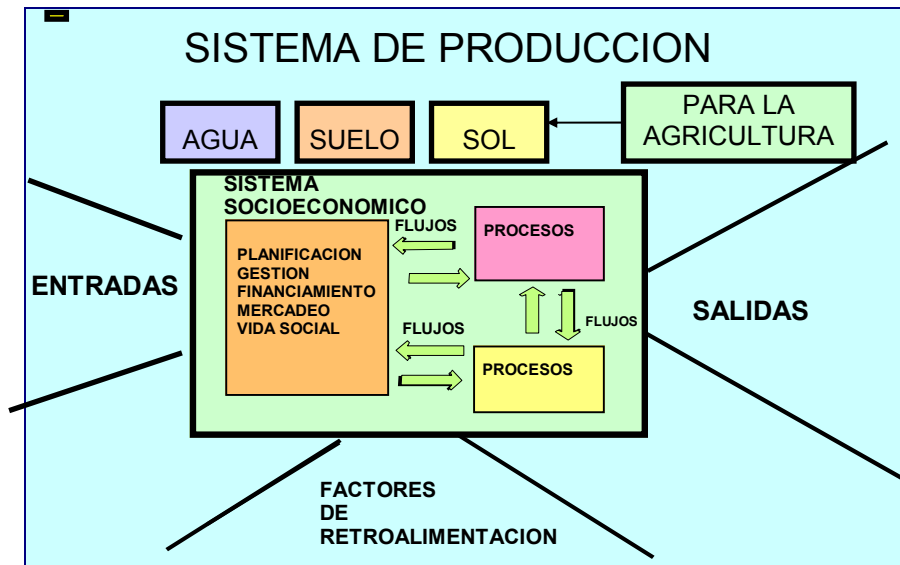 SISTEMA DE PRODUCCION
AGUA
SUELO
SOL
PARA LA
AGRICULTURA
SISTEMA
SOCIOECONOMICO
FLUJOS
PROCESOS
PLANIFICACION
GESTION
FINANCIAMIENTO
MERCADEO
VIDA SOCIAL
ENTRADAS
SALIDAS
FLUJOS
FLUJOS
PROCESOS
FACTORES
DE
RETROALIMENTACION